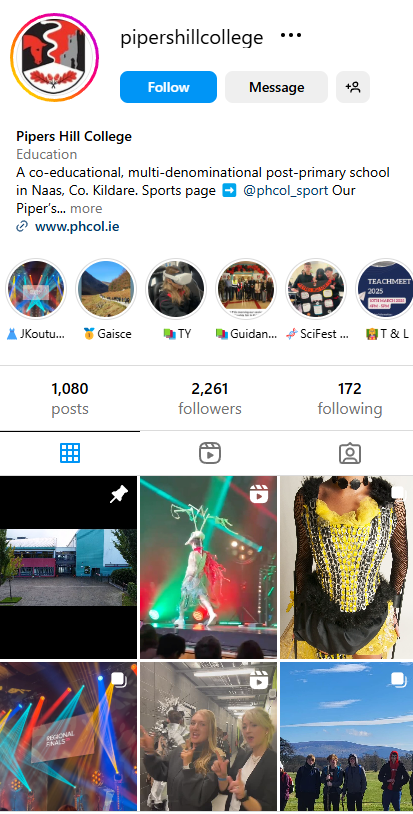 pipershillcollege
Follow
Message
Pipers Hill College
Education
A co-educational, multi-denominational post-primary school
in Naas, Co. Kildare. Sports page ➡️ @phcol_sport Our
Piper's... more
www.phcol.ie
TEACHMEET
2025
👗 JKoutu...
🏅 Gaisce
TY
Guidan...
🧬 SciFest ...
T & L
1,080
posts
2,261
followers
172
following
REGIONAL
FINALS